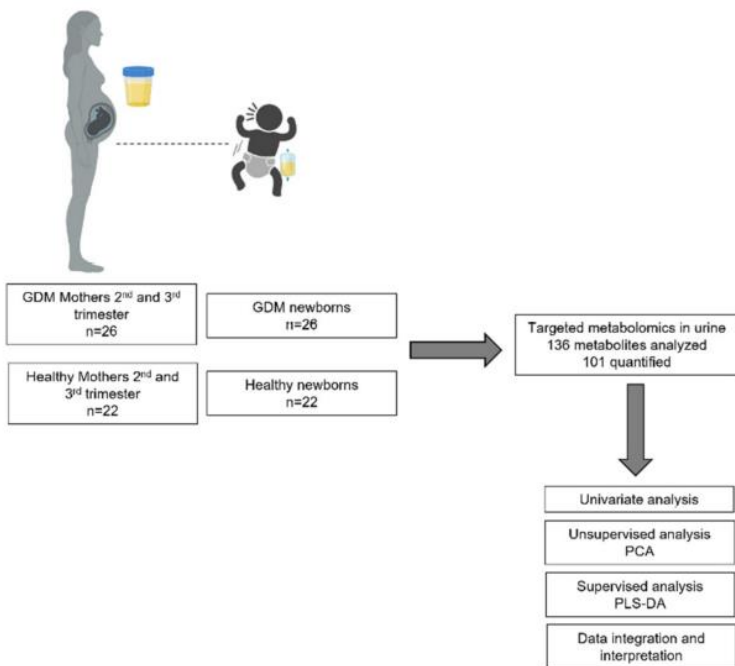 GDM Mothers 2nd and 3rd
trimester
n=26
GDM newborns
n=26
Healthy Mothers 2nd and
3rd trimester
n=22
Healthy newborns
n=22
Targeted metabolomics in urine
136 metabolites analyzed
101 quantified
Univariate analysis
Unsupervised analysis
PCA
Supervised analysis
PLS-DA
Data integration and
interpretation